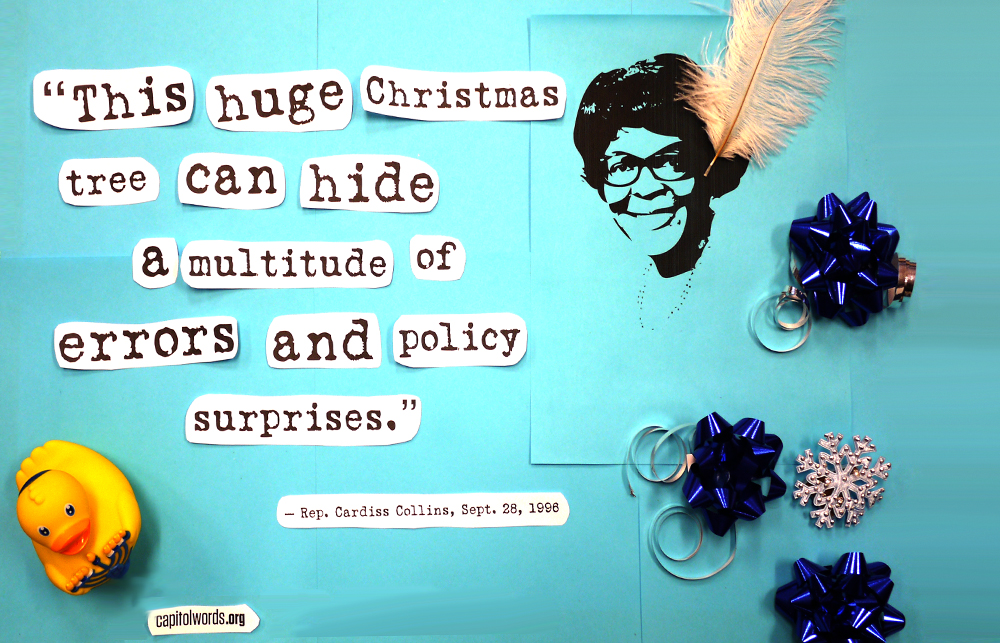 “This huge Christmas
tree can hide
a multitude of
errors and policy
surprises.”
— Rep. Cardiss Collins, Sept. 28, 1996
capitolwords.org